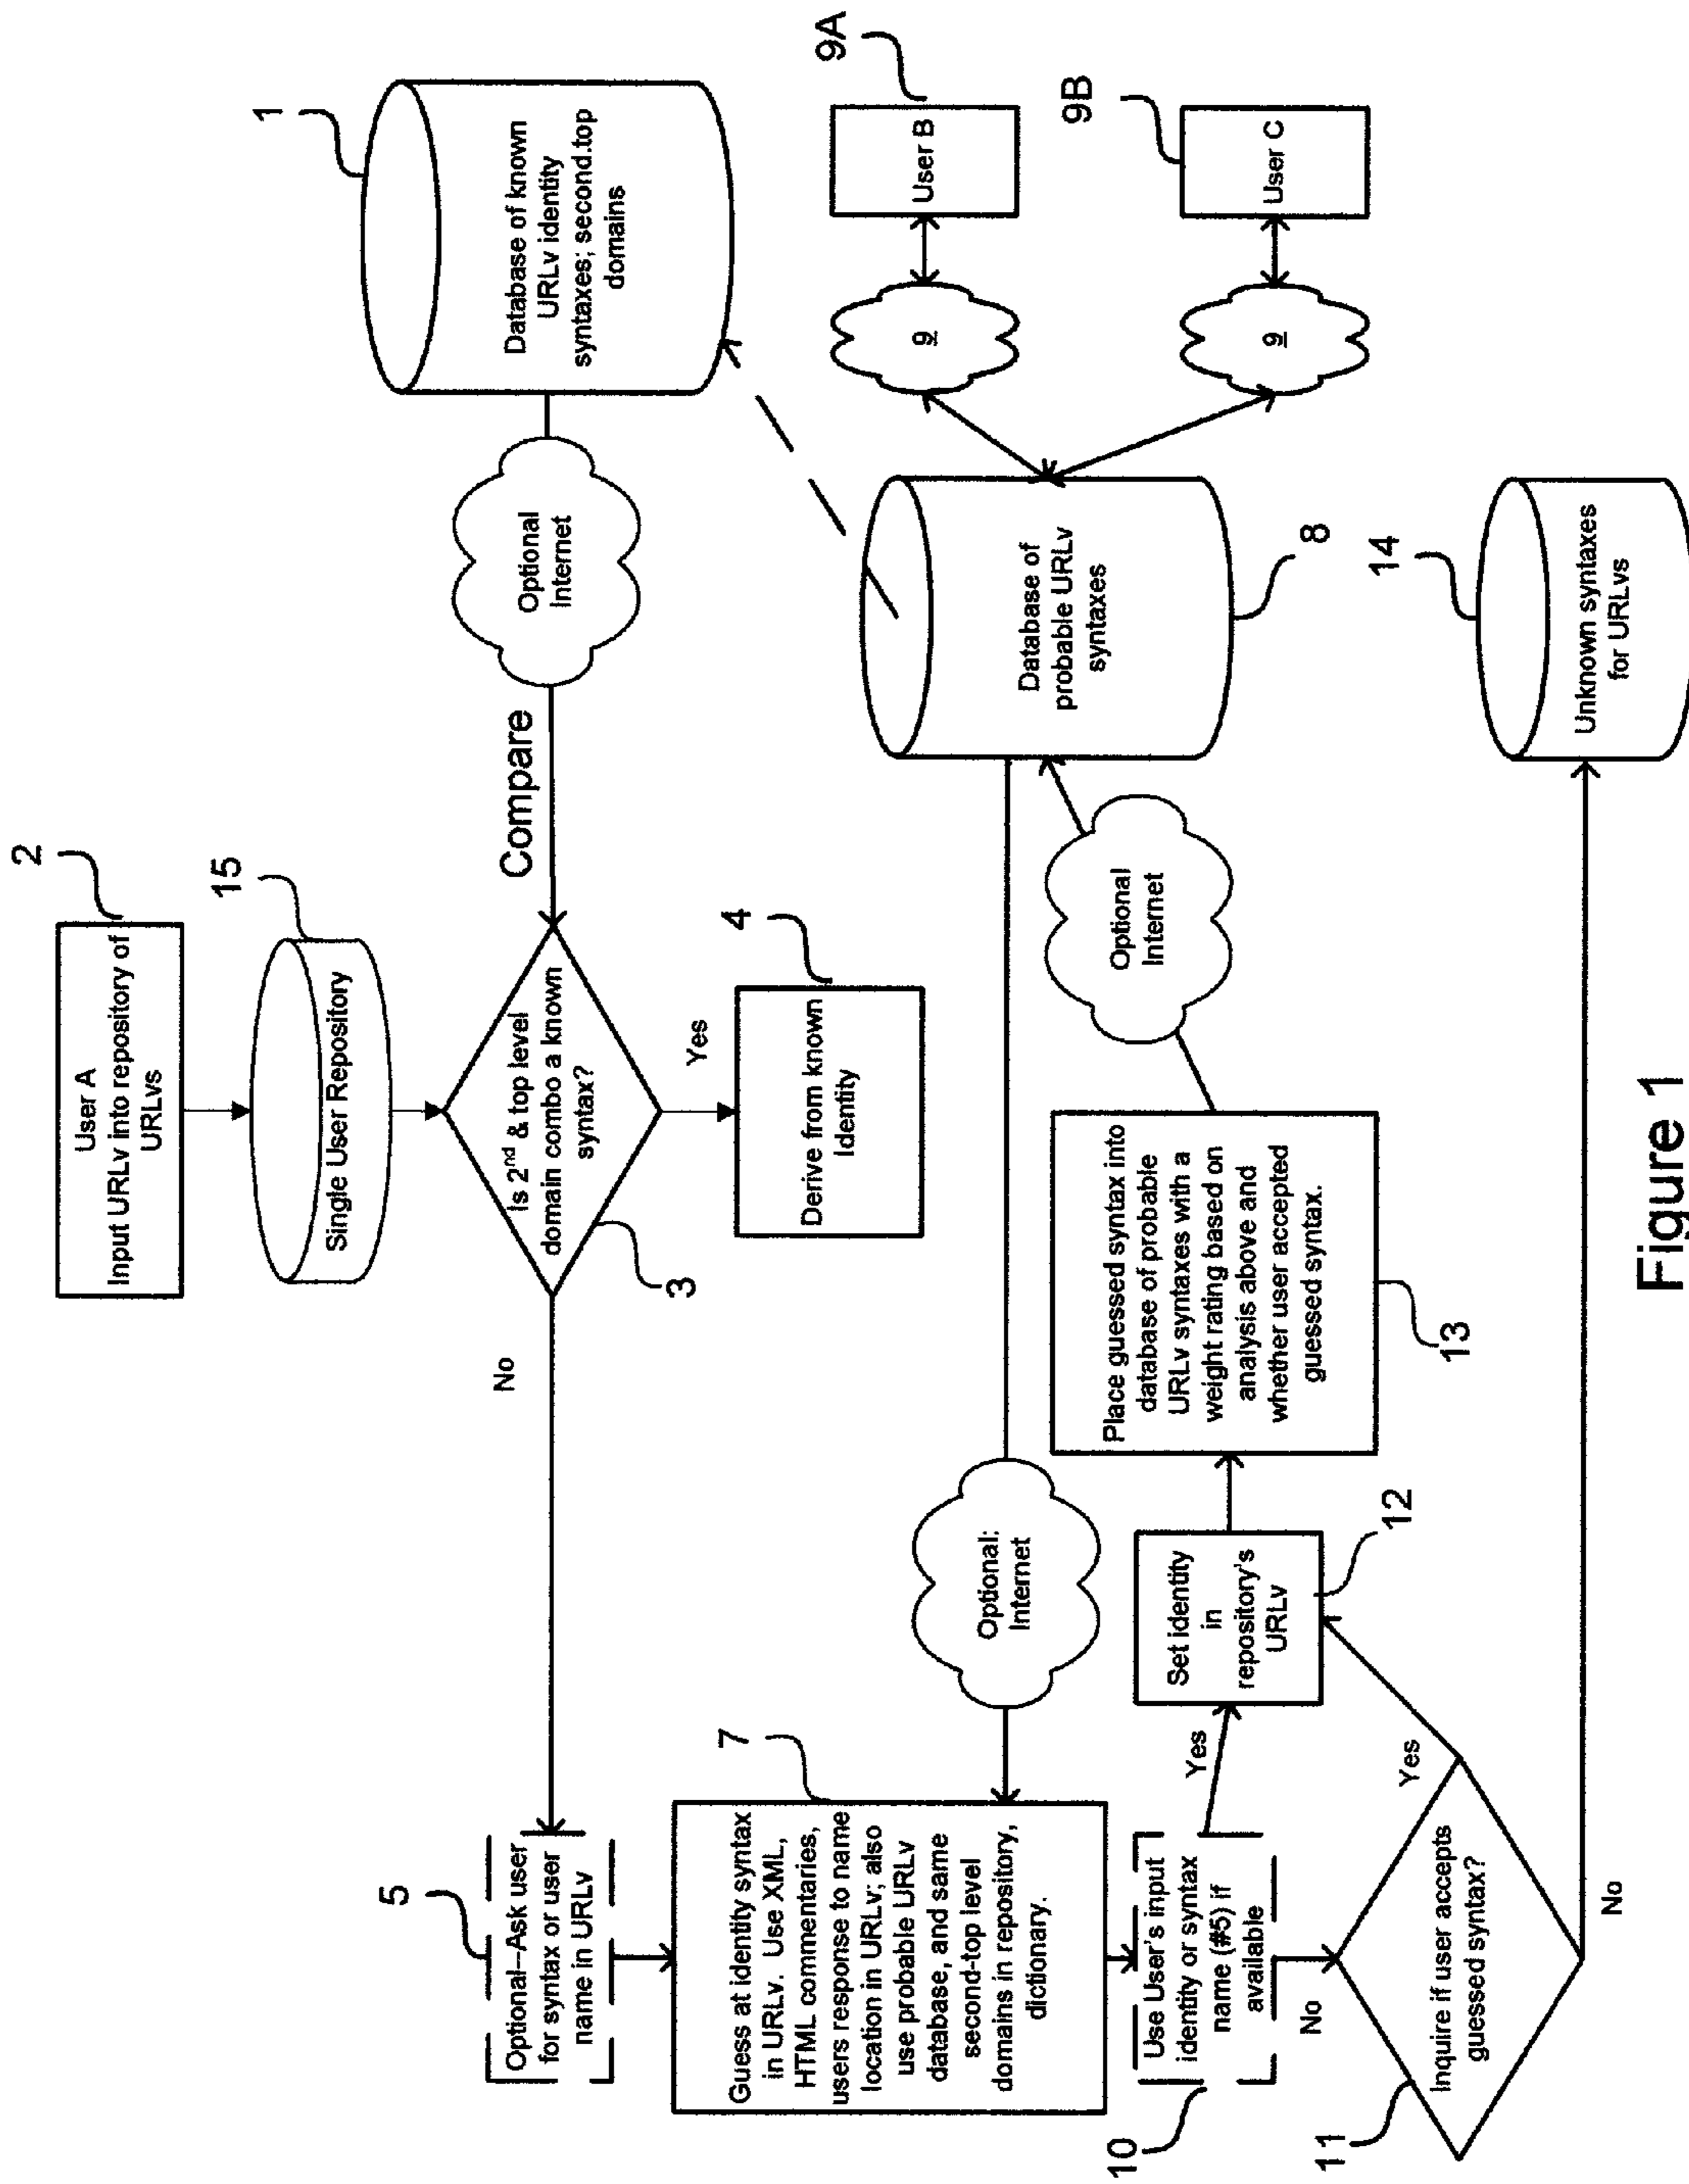 2
User A
Input URLv into repository of
URLvs
15
Single User Repository
1
Database of known
URLv identity
syntaxes; second.top
domains
Optional
Internet
Compare
Is 2nd & top level
domain combo a known
syntax?
3
No
Yes
4
Derive from known
Identity
5
Optional--Ask user
for syntax or user
name in URLv
7
Guess at identity syntax
in URLv. Use XML,
HTML commentaries,
users response to name
location in URLv; also
use probable URLv
database, and same
second-top level
domains in repository,
dictionary.
Optional:
Internet
Database of
probable URLv
syntaxes
8
9
User B
9A
9
User C
9B
10
Use User's input
identity or syntax
name (#5) if
available
Yes
No
11
Inquire if user accepts
guessed syntax?
Yes
No
Set identity
in
repository's
URLv
12
Place guessed syntax into
database of probable
URLv syntaxes with a
weight rating based on
analysis above and
whether user accepted
guessed syntax.
13
Optional
Internet
14
Unknown syntaxes
for URLvs
Figure 1